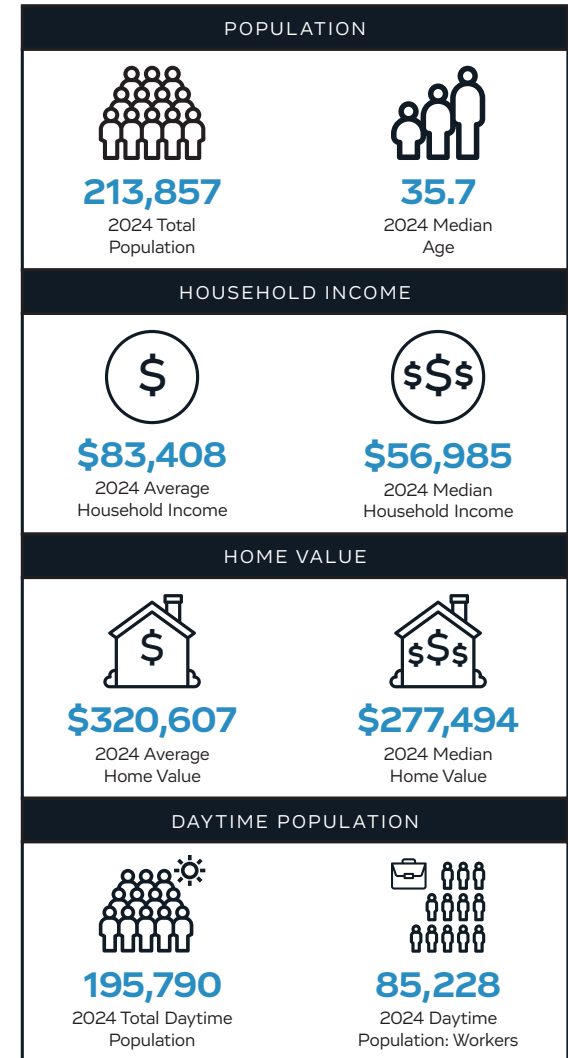 POPULATION
213,857
2024 Total
Population
35.7
2024 Median
Age
HOUSEHOLD INCOME
$
$83,408
2024 Average
Household Income
$$$
$56,985
2024 Median
Household Income
HOME VALUE
$
$320,607
2024 Average
Home Value
$$$
$277,494
2024 Median
Home Value
DAYTIME POPULATION
195,790
2024 Total Daytime
Population
85,228
2024 Daytime
Population: Workers